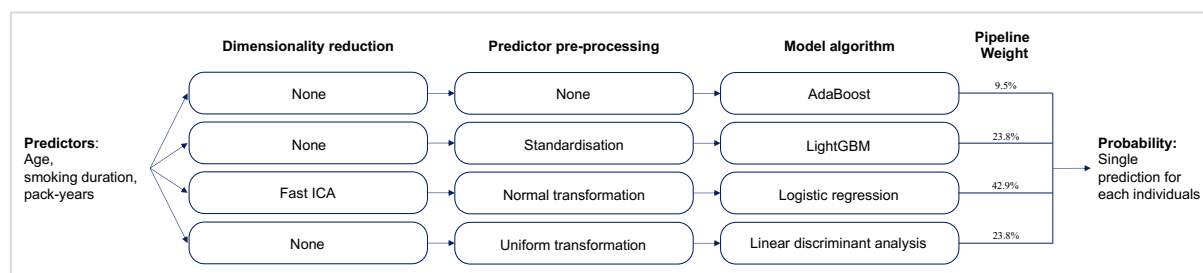 Dimensionality reduction Predictor pre-processing Model algorithm Pipeline
Weight
None None AdaBoost 9.5%
None Standardisation LightGBM 23.8%
Fast ICA Normal transformation Logistic regression 42.9%
None Uniform transformation Linear discriminant analysis 23.8%
Predictors:
Age,
smoking duration,
pack-years
Probability:
Single
prediction for
each individuals